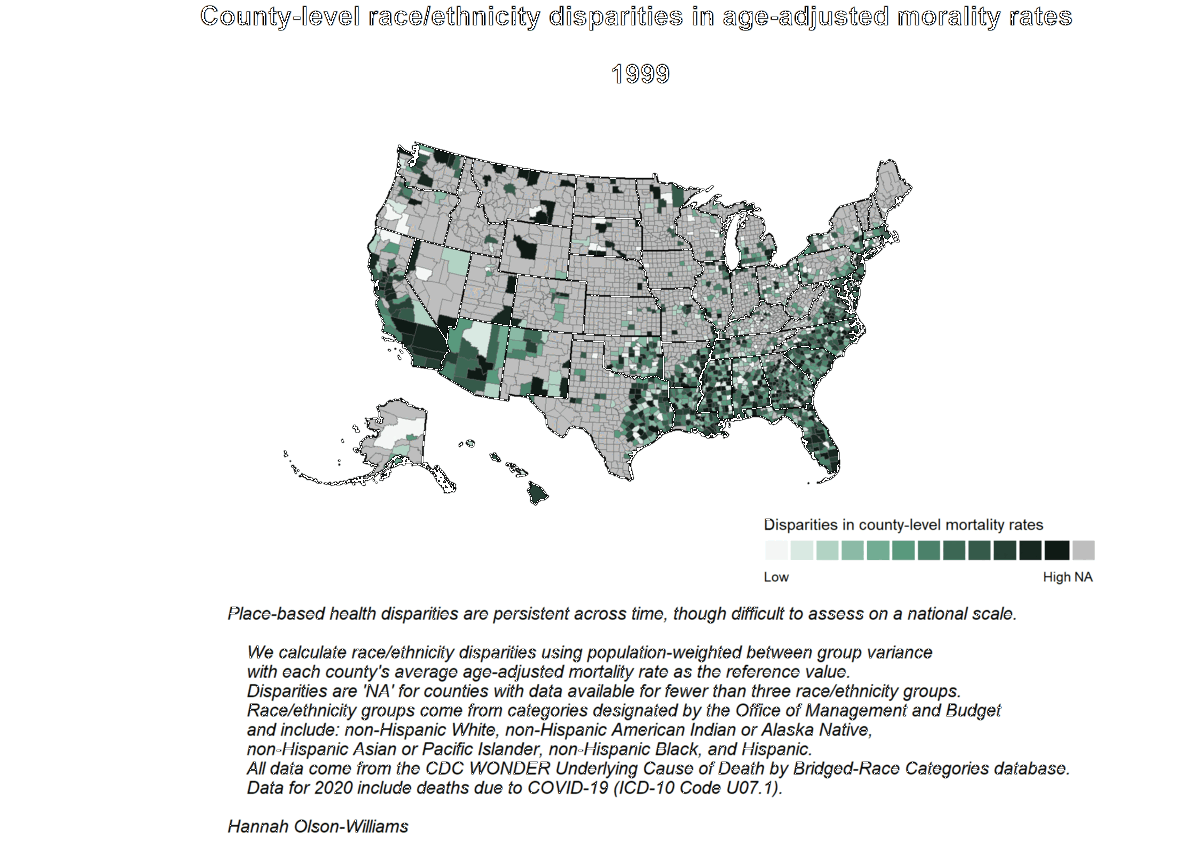 County-level race/ethnicity disparities in age-adjusted morality rates
1999
Disparities in county-level mortality rates
Low
High NA
Place-based health disparities are persistent across time, though difficult to assess on a national scale.
We calculate race/ethnicity disparities using population-weighted between group variance
with each county's average age-adjusted mortality rate as the reference value.
Disparities are 'NA' for counties with data available for fewer than three race/ethnicity groups.
Race/ethnicity groups come from categories designated by the Office of Management and Budget
and include: non-Hispanic White, non-Hispanic American Indian or Alaska Native,
non-Hispanic Asian or Pacific Islander, non-Hispanic Black, and Hispanic.
All data come from the CDC WONDER Underlying Cause of Death by Bridged-Race Categories database.
Data for 2020 include deaths due to COVID-19 (ICD-10 Code U07.1).
Hannah Olson-Williams